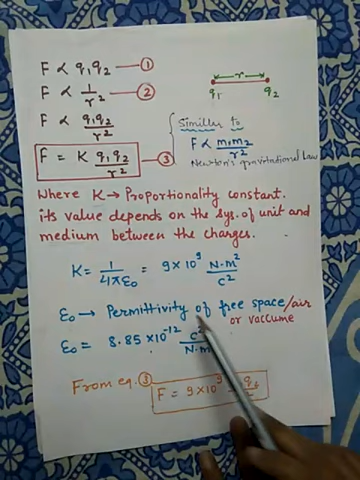 F ∝ q₁q₂ — ①
F ∝ 1/r² — ②
r
q₁ q₂
F ∝ q₁q₂/r²
Similar to
F ∝ m₁m₂/r²
Newton's gravitational Law
F = K q₁q₂/r² — ③
Where K → Proportionality constant.
its value depends on the sys. of unit and
medium between the charges.
K = 1/4πε₀ = 9×10⁹ N·m²/C²
ε₀ → Permittivity of free space/air
or vaccume
ε₀ = 8.85×10⁻¹² C²/N·m
From eq. ③
F = 9×10⁹